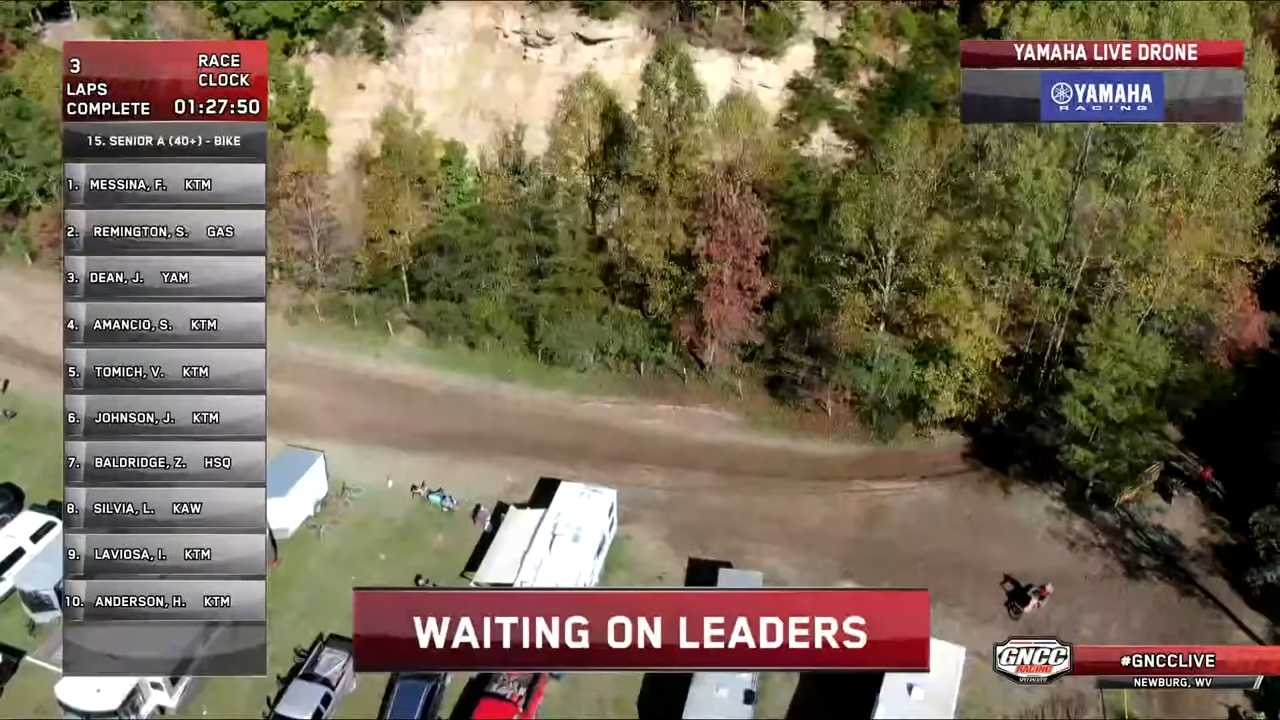 3
LAPS
COMPLETE
RACE
CLOCK
01:27:50
15. SENIOR A (40+) - BIKE
1. MESSINA, F. KTM
2. REMINGTON, S. GAS
3. DEAN, J. YAM
4. AMANCIO, S. KTM
5. TOMICH, V. KTM
6. JOHNSON, J. KTM
7. BALDRIDGE, Z. HSQ
8. SILVIA, L. KAW
9. LAVIOSA, I. KTM
10. ANDERSON, H. KTM
YAMAHA LIVE DRONE
YAMAHA
RACING
WAITING ON LEADERS
GNCC
RACING
#GNCCLIVE
NEWBURG, WV